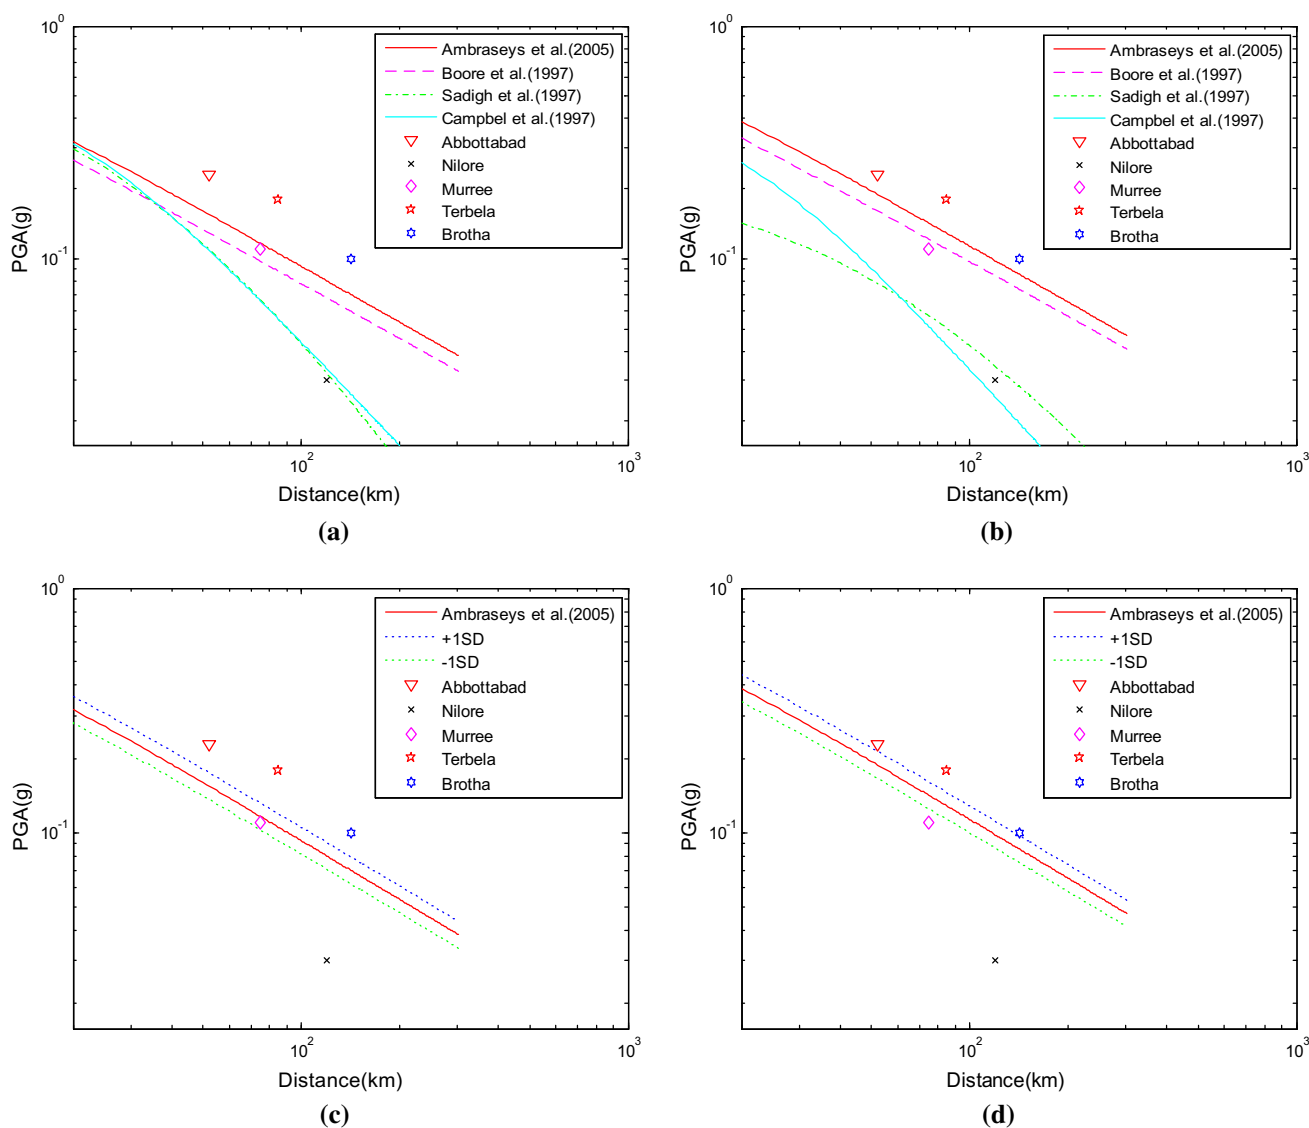 10^0
10^-1
PGA(g)
Ambraseys et al.(2005)
Boore et al.(1997)
Sadigh et al.(1997)
Campbel et al.(1997)
Abbottabad
Nilore
Murree
Terbela
Brotha
10^2
10^3
Distance(km)
(a)
10^0
10^-1
PGA(g)
Ambraseys et al.(2005)
Boore et al.(1997)
Sadigh et al.(1997)
Campbel et al.(1997)
Abbottabad
Nilore
Murree
Terbela
Brotha
10^2
10^3
Distance(km)
(b)
10^0
10^-1
PGA(g)
Ambraseys et al.(2005)
+1SD
-1SD
Abbottabad
Nilore
Murree
Terbela
Brotha
10^2
10^3
Distance(km)
(c)
10^0
10^-1
PGA(g)
Ambraseys et al.(2005)
+1SD
-1SD
Abbottabad
Nilore
Murree
Terbela
Brotha
10^2
10^3
Distance(km)
(d)